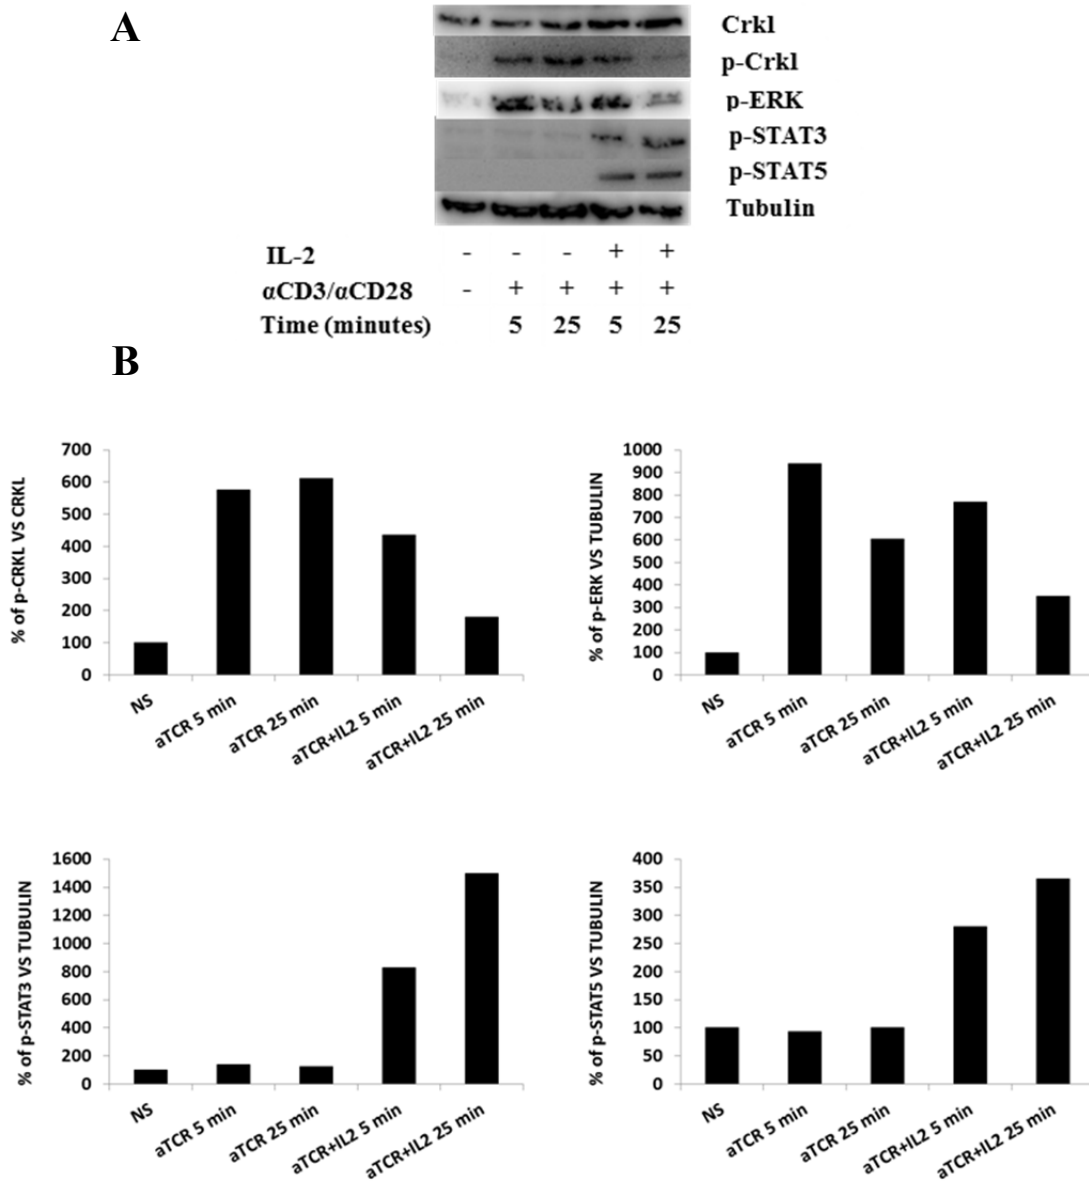 A
Crkl
p-Crkl
p-ERK
p-STAT3
p-STAT5
Tubulin
IL-2 - - - + +
αCD3/αCD28 - + + + +
Time (minutes) 5 25 5 25
B
% of p-CRKL VS CRKL
700
600
500
400
300
200
100
0
NS
aTCR 5 min
aTCR 25 min
aTCR+IL2 5 min
aTCR+IL2 25 min
% of p-ERK VS TUBULIN
1000
900
800
700
600
500
400
300
200
100
0
NS
aTCR 5 min
aTCR 25 min
aTCR+IL2 5 min
aTCR+IL2 25 min
% of p-STAT3 VS TUBULIN
1600
1400
1200
1000
800
600
400
200
0
NS
aTCR 5 min
aTCR 25 min
aTCR+IL2 5 min
aTCR+IL2 25 min
% of p-STAT5 VS TUBULIN
400
350
300
250
200
150
100
50
0
NS
aTCR 5 min
aTCR 25 min
aTCR+IL2 5 min
aTCR+IL2 25 min